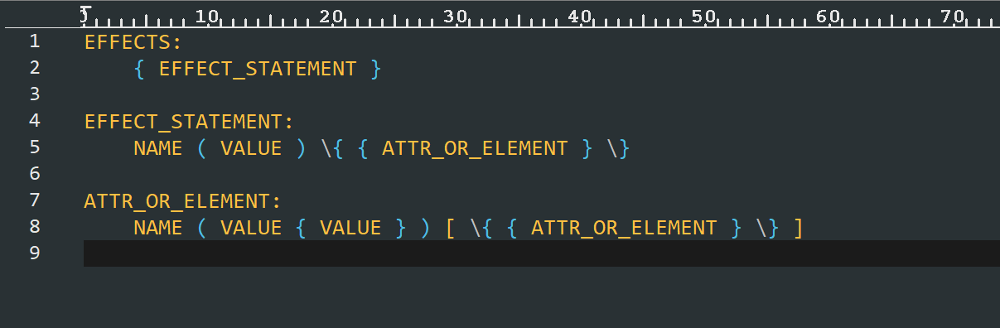 0 10 20 30 40 50 60 70
1 EFFECTS:
2 { EFFECT_STATEMENT }
3
4 EFFECT_STATEMENT:
5 NAME ( VALUE ) \{ { ATTR_OR_ELEMENT } \}
6
7 ATTR_OR_ELEMENT:
8 NAME ( VALUE { VALUE } ) [ \{ { ATTR_OR_ELEMENT } \} ]
9